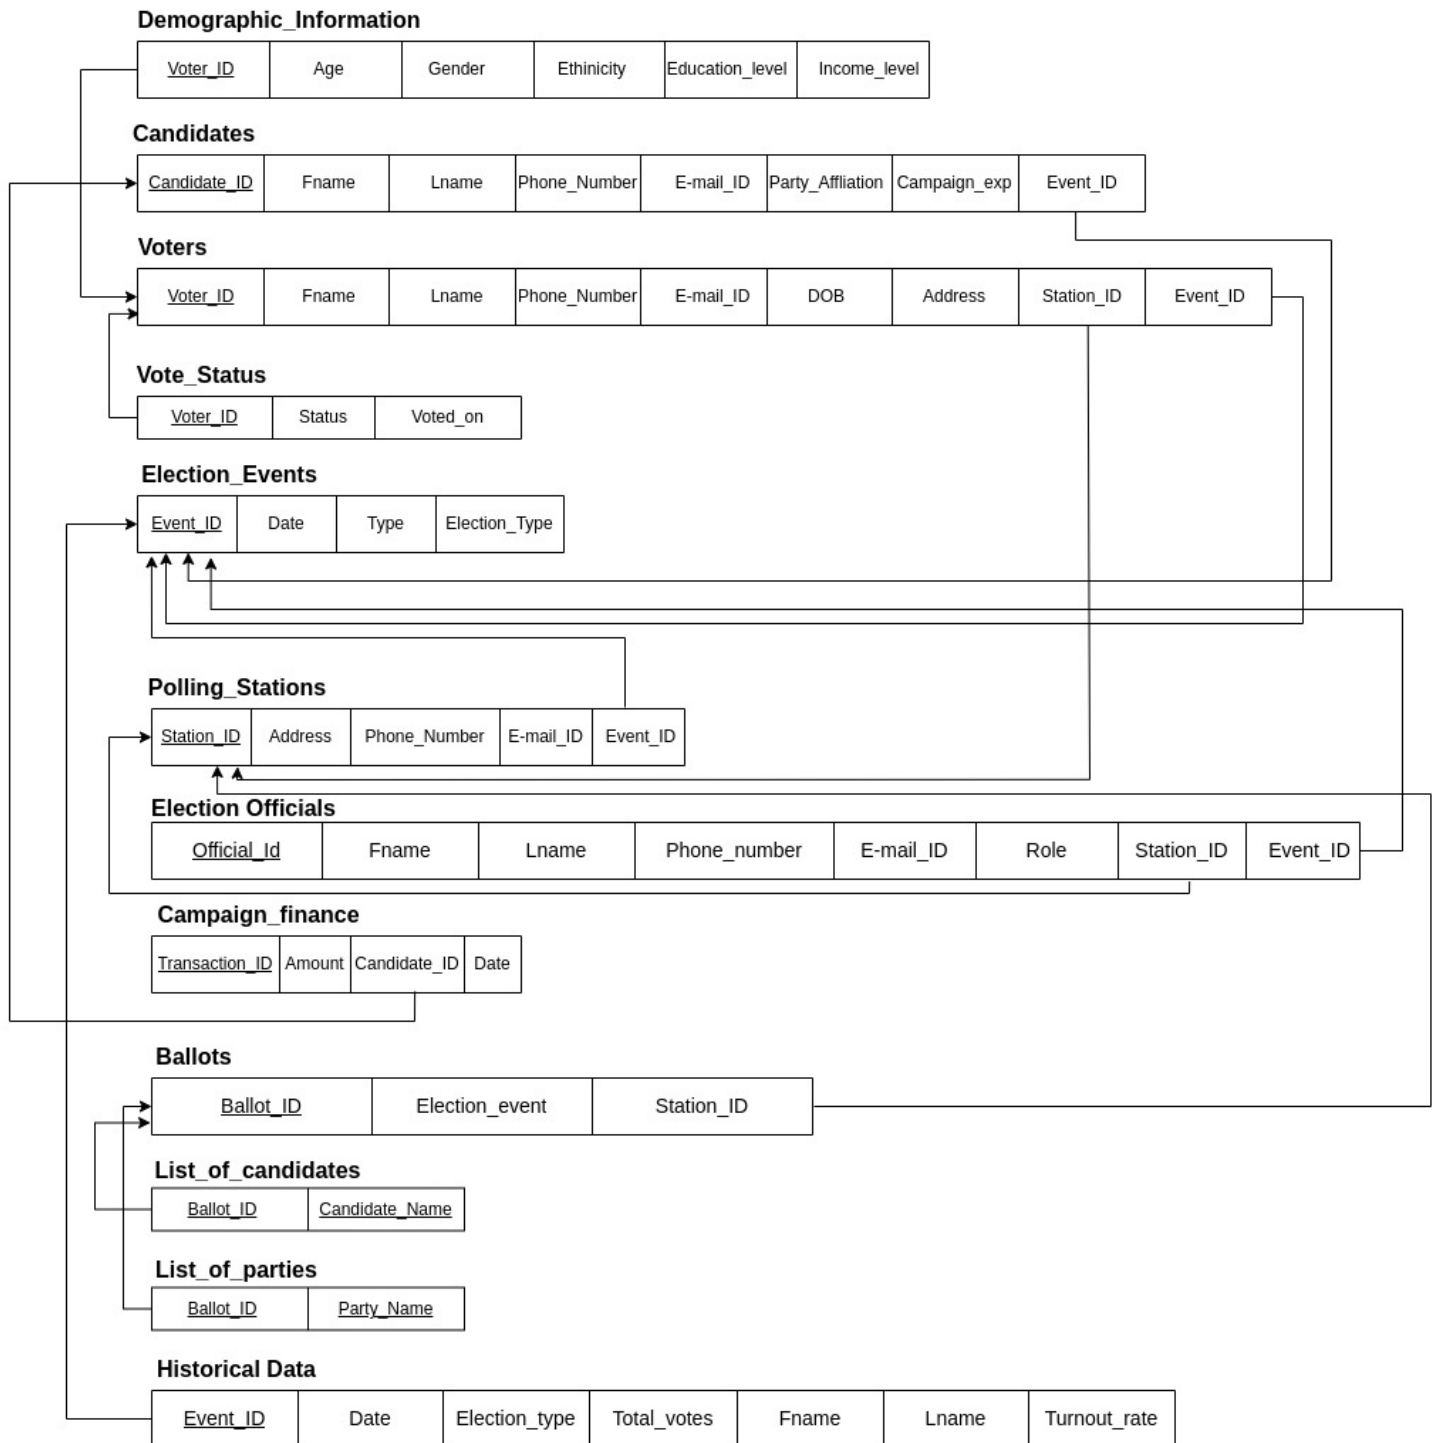 Demographic_Information
Voter_ID Age Gender Ethinicity Education_level Income_level
Candidates
Candidate_ID Fname Lname Phone_Number E-mail_ID Party_Affliation Campaign_exp Event_ID
Voters
Voter_ID Fname Lname Phone_Number E-mail_ID DOB Address Station_ID Event_ID
Vote_Status
Voter_ID Status Voted_on
Election_Events
Event_ID Date Type Election_Type
Polling_Stations
Station_ID Address Phone_Number E-mail_ID Event_ID
Election Officials
Official_Id Fname Lname Phone_number E-mail_ID Role Station_ID Event_ID
Campaign_finance
Transaction_ID Amount Candidate_ID Date
Ballots
Ballot_ID Election_event Station_ID
List_of_candidates
Ballot_ID Candidate_Name
List_of_parties
Ballot_ID Party_Name
Historical Data
Event_ID Date Election_type Total_votes Fname Lname Turnout_rate